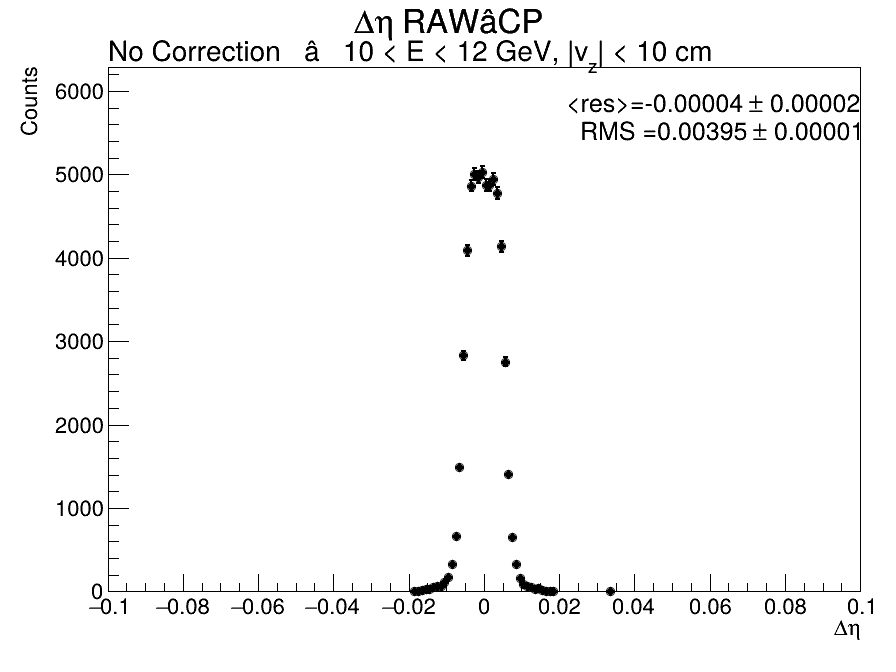 Δη RAWâCP
No Correction â 10 < E < 12 GeV, |v_z| < 10 cm
Counts
<res>=-0.00004 ± 0.00002
RMS =0.00395 ± 0.00001
6000
5000
4000
3000
2000
1000
0
−0.1 −0.08 −0.06 −0.04 −0.02 0 0.02 0.04 0.06 0.08 0.1
Δη